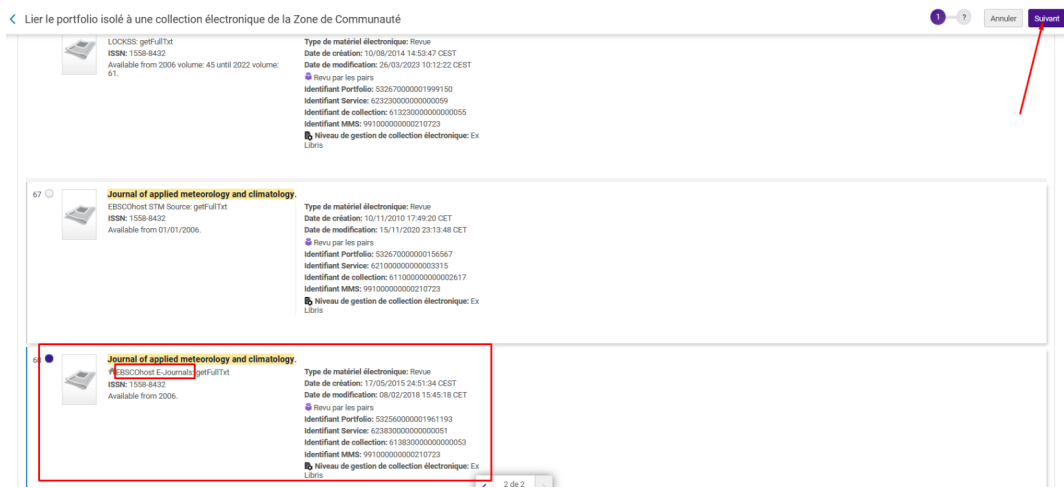 Lier le portfolio isolé à une collection électronique de la Zone de Communauté
1
?
Annuler
Suivant
LOCKSS: getFullTxt
ISSN: 1558-8432
Available from 2006 volume: 45 until 2022 volume:
61.
Type de matériel électronique: Revue
Date de création: 10/08/2014 14:53:47 CEST
Date de modification: 26/03/2023 10:12:22 CEST
Revu par les pairs
Identifiant Portfolio: 532670000001999150
Identifiant Service: 623230000000000059
Identifiant de collection: 613230000000000055
Identifiant MMS: 991000000000210723
Niveau de gestion de collection électronique: Ex
Libris
67
Journal of applied meteorology and climatology.
EBSCOhost STM Source: getFullTxt
ISSN: 1558-8432
Available from 01/01/2006.
Type de matériel électronique: Revue
Date de création: 10/11/2010 17:49:20 CET
Date de modification: 15/11/2020 23:13:48 CET
Revu par les pairs
Identifiant Portfolio: 532670000000156567
Identifiant Service: 621000000000003315
Identifiant de collection: 611000000000002617
Identifiant MMS: 991000000000210723
Niveau de gestion de collection électronique: Ex
Libris
68
Journal of applied meteorology and climatology.
EBSCOhost E-Journals: getFullTxt
ISSN: 1558-8432
Available from 2006.
Type de matériel électronique: Revue
Date de création: 17/05/2015 24:51:34 CEST
Date de modification: 08/02/2018 15:45:18 CET
Revu par les pairs
Identifiant Portfolio: 532560000001961193
Identifiant Service: 623830000000000051
Identifiant de collection: 613830000000000053
Identifiant MMS: 991000000000210723
Niveau de gestion de collection électronique: Ex
Libris
2 de 2